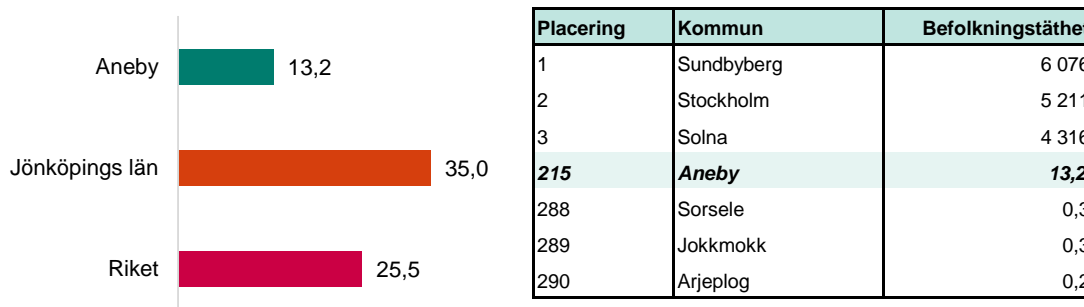 Aneby 13,2
Jönköpings län 35,0
Riket 25,5
Placering Kommun Befolkningstäthet
1 Sundbyberg 6 076
2 Stockholm 5 211
3 Solna 4 316
215 Aneby 13,2
288 Sorsele 0,3
289 Jokkmokk 0,3
290 Arjeplog 0,2